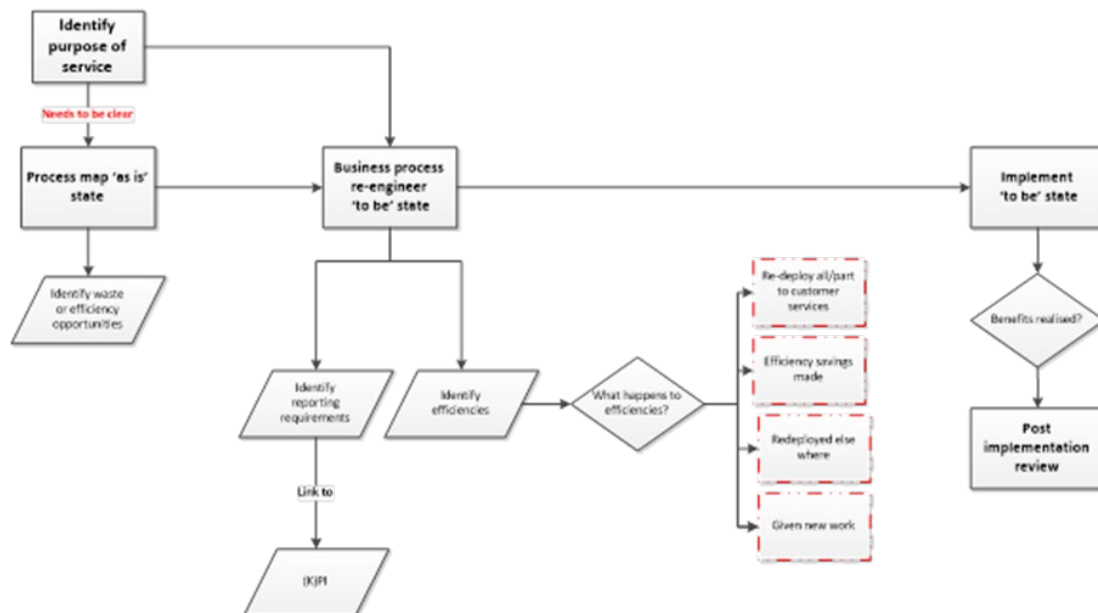 Identify
purpose of
service
Needs to be clear
Process map 'as is'
state
Business process
re-engineer
'to be' state
Implement
'to be' state
Identify waste
or efficiency
opportunities
Re-deploy all/part
to customer
services
Benefits realised?
Efficiency savings
made
Identify
reporting
requirements
Identify
efficiencies
What happens to
efficiencies?
Redeployed else
where
Post
implementation
review
Link to
Given new work
(K)PI